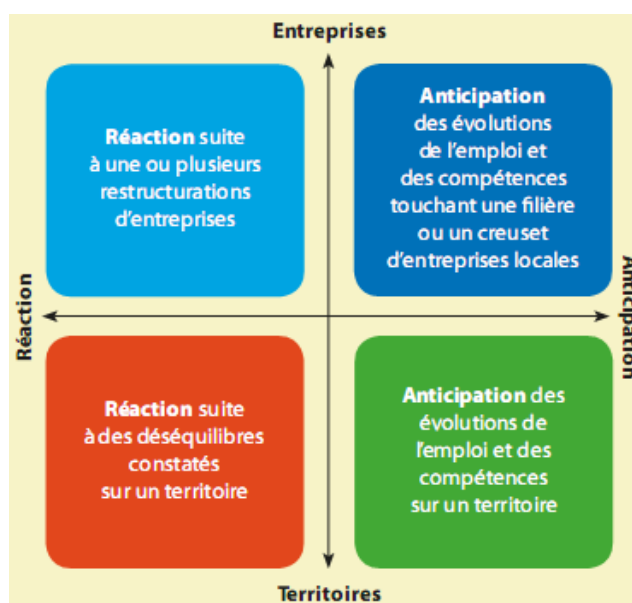 Entreprises
Réaction suite
à une ou plusieurs
restructurations
d'entreprises
Anticipation
des évolutions
de l'emploi et
des compétences
touchant une filière
ou un creuset
d'entreprises locales
Réaction
Anticipation
Réaction suite
à des déséquilibres
constatés
sur un territoire
Anticipation des
évolutions de
l'emploi et des
compétences
sur un territoire
Territoires